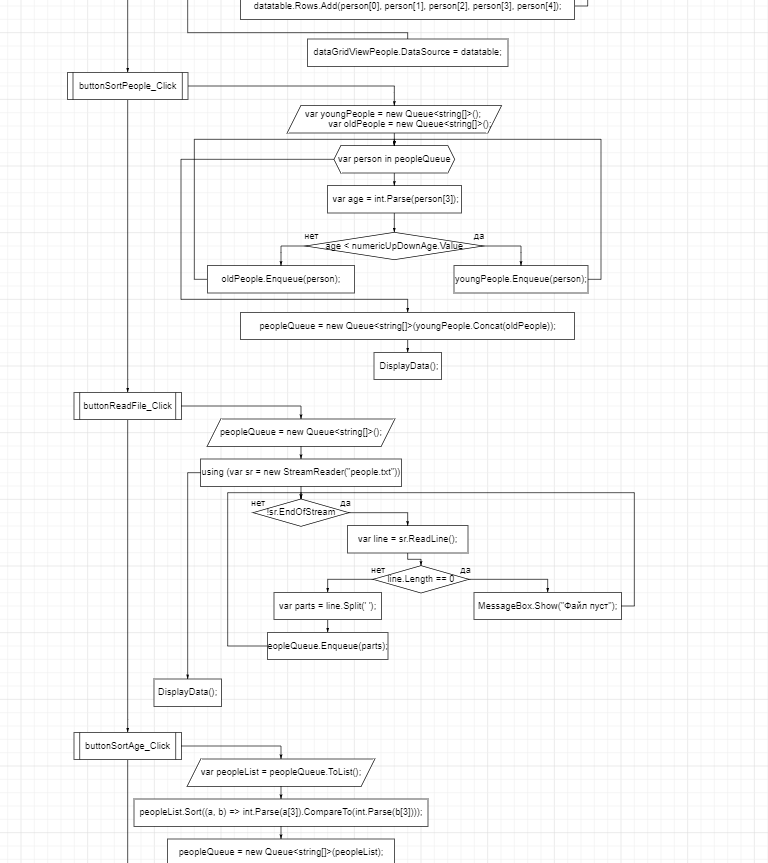 datatable.Rows.Add(person[0], person[1], person[2], person[3], person[4]);
dataGridViewPeople.DataSource = datatable;
buttonSortPeople_Click
var youngPeople = new Queue<string[]>();
var oldPeople = new Queue<string[]>();
var person in peopleQueue
var age = int.Parse(person[3]);
нет
да
age < numericUpDownAge.Value
oldPeople.Enqueue(person);
youngPeople.Enqueue(person);
peopleQueue = new Queue<string[]>(youngPeople.Concat(oldPeople));
DisplayData();
buttonReadFile_Click
peopleQueue = new Queue<string[]>();
using (var sr = new StreamReader("people.txt"))
нет
да
!sr.EndOfStream
var line = sr.ReadLine();
нет
да
line.Length == 0
var parts = line.Split(' ');
MessageBox.Show("Файл пуст");
eopleQueue.Enqueue(parts);
DisplayData();
buttonSortAge_Click
var peopleList = peopleQueue.ToList();
peopleList.Sort((a, b) => int.Parse(a[3]).CompareTo(int.Parse(b[3])));
peopleQueue = new Queue<string[]>(peopleList);